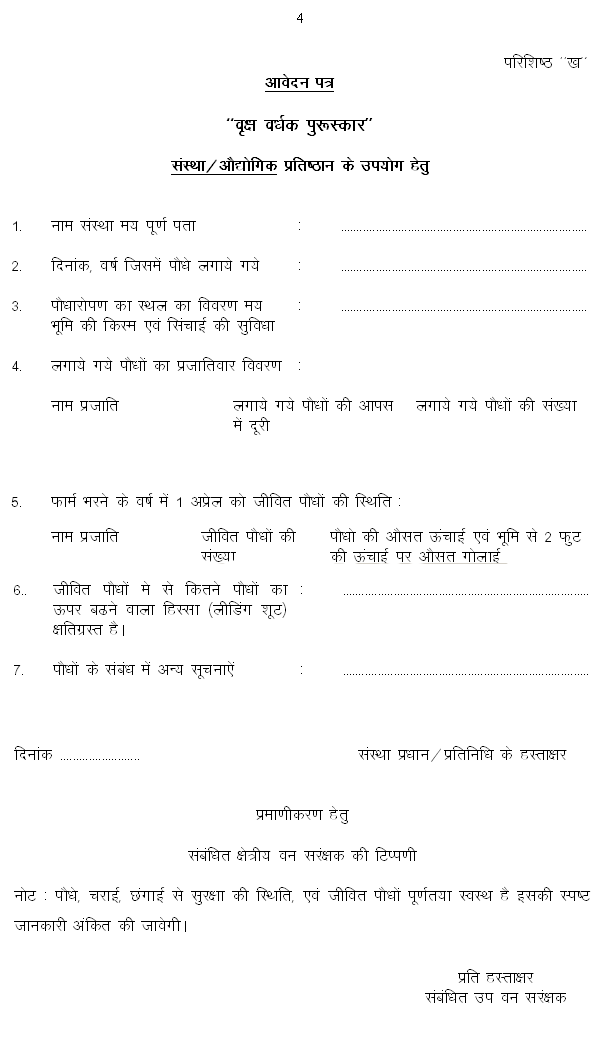 4
परिशिष्ठ "ख"
आवेदन पत्र
"वृक्ष वर्धक पुरूस्कार"
संस्था/औद्योगिक प्रतिष्ठान के उपयोग हेतु
1. नाम संस्था मय पूर्ण पता : ................................................................
2. दिनांक, वर्ष जिसमें पौधे लगाये गये : ................................................................
3. पौधारोपण का स्थल का विवरण मय : ................................................................
भूमि की किस्म एवं सिंचाई की सुविधा
4. लगाये गये पौधों का प्रजातिवार विवरण :
नाम प्रजाति लगाये गये पौधों की आपस लगाये गये पौधों की संख्या
में दूरी
5. फार्म भरने के वर्ष में 1 अप्रेल को जीवित पौधों की स्थिति :
नाम प्रजाति जीवित पौधों की पौधो की औसत ऊंचाई एवं भूमि से 2 फुट
संख्या की ऊंचाई पर औसत गोलाई
6.. जीवित पौधों मे से कितने पौधों का : ................................................................
ऊपर बढने वाला हिस्सा (लीडिंग शूट)
क्षतिग्रस्त है।
7. पौधों के संबंध में अन्य सूचनाऐं : ................................................................
दिनांक ......................... संस्था प्रधान/प्रतिनिधि के हस्ताक्षर
प्रमाणीकरण हेतु
संबंधित क्षेत्रीय वन सरंक्षक की टिप्पणी
नोट : पौधे, चराई, छंगाई से सुरक्षा की स्थिति, एवं जीवित पौधों पूर्णतया स्वस्थ है इसकी स्पष्ट
जानकारी अंकित की जावेगी।
प्रति हस्ताक्षर
संबंधित उप वन सरंक्षक